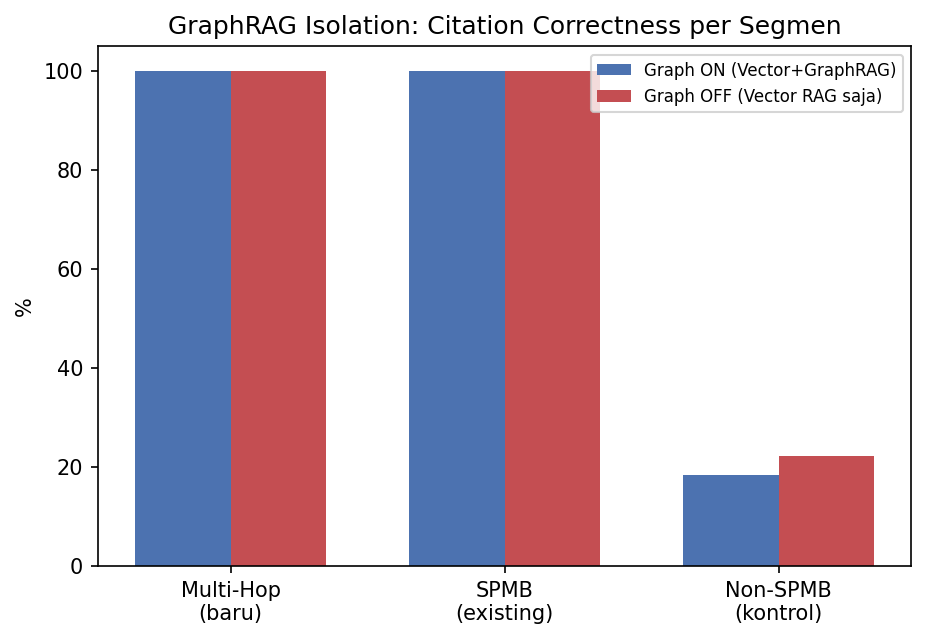 GraphRAG Isolation: Citation Correctness per Segmen
Graph ON (Vector+GraphRAG)
Graph OFF (Vector RAG saja)
100
80
60
40
20
0
%
Multi-Hop
(baru)
SPMB
(existing)
Non-SPMB
(kontrol)